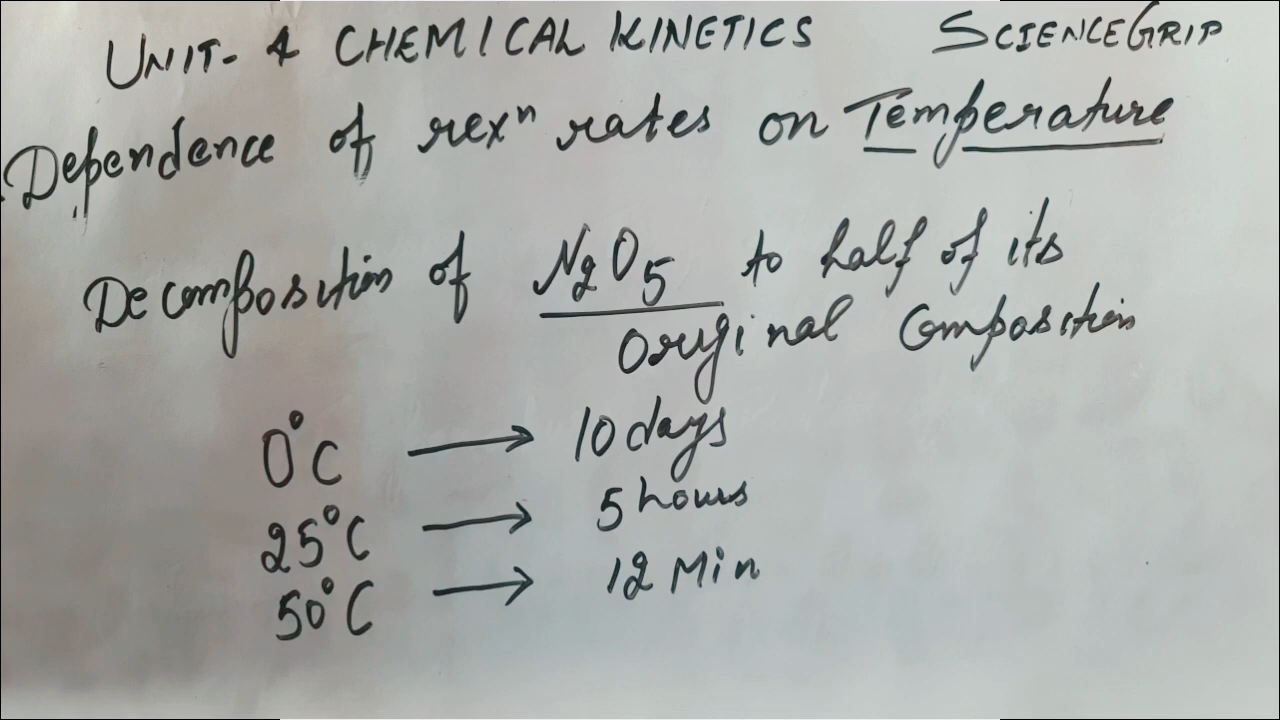 UNIT- 4 CHEMICAL KINETICS SCIENCEGRIP
Dependence of rexⁿ rates on Temperature
Decomposition of N₂O₅ to half of its
Original Composition
0°C → 10 days
25°C → 5 hours
50°C → 12 Min